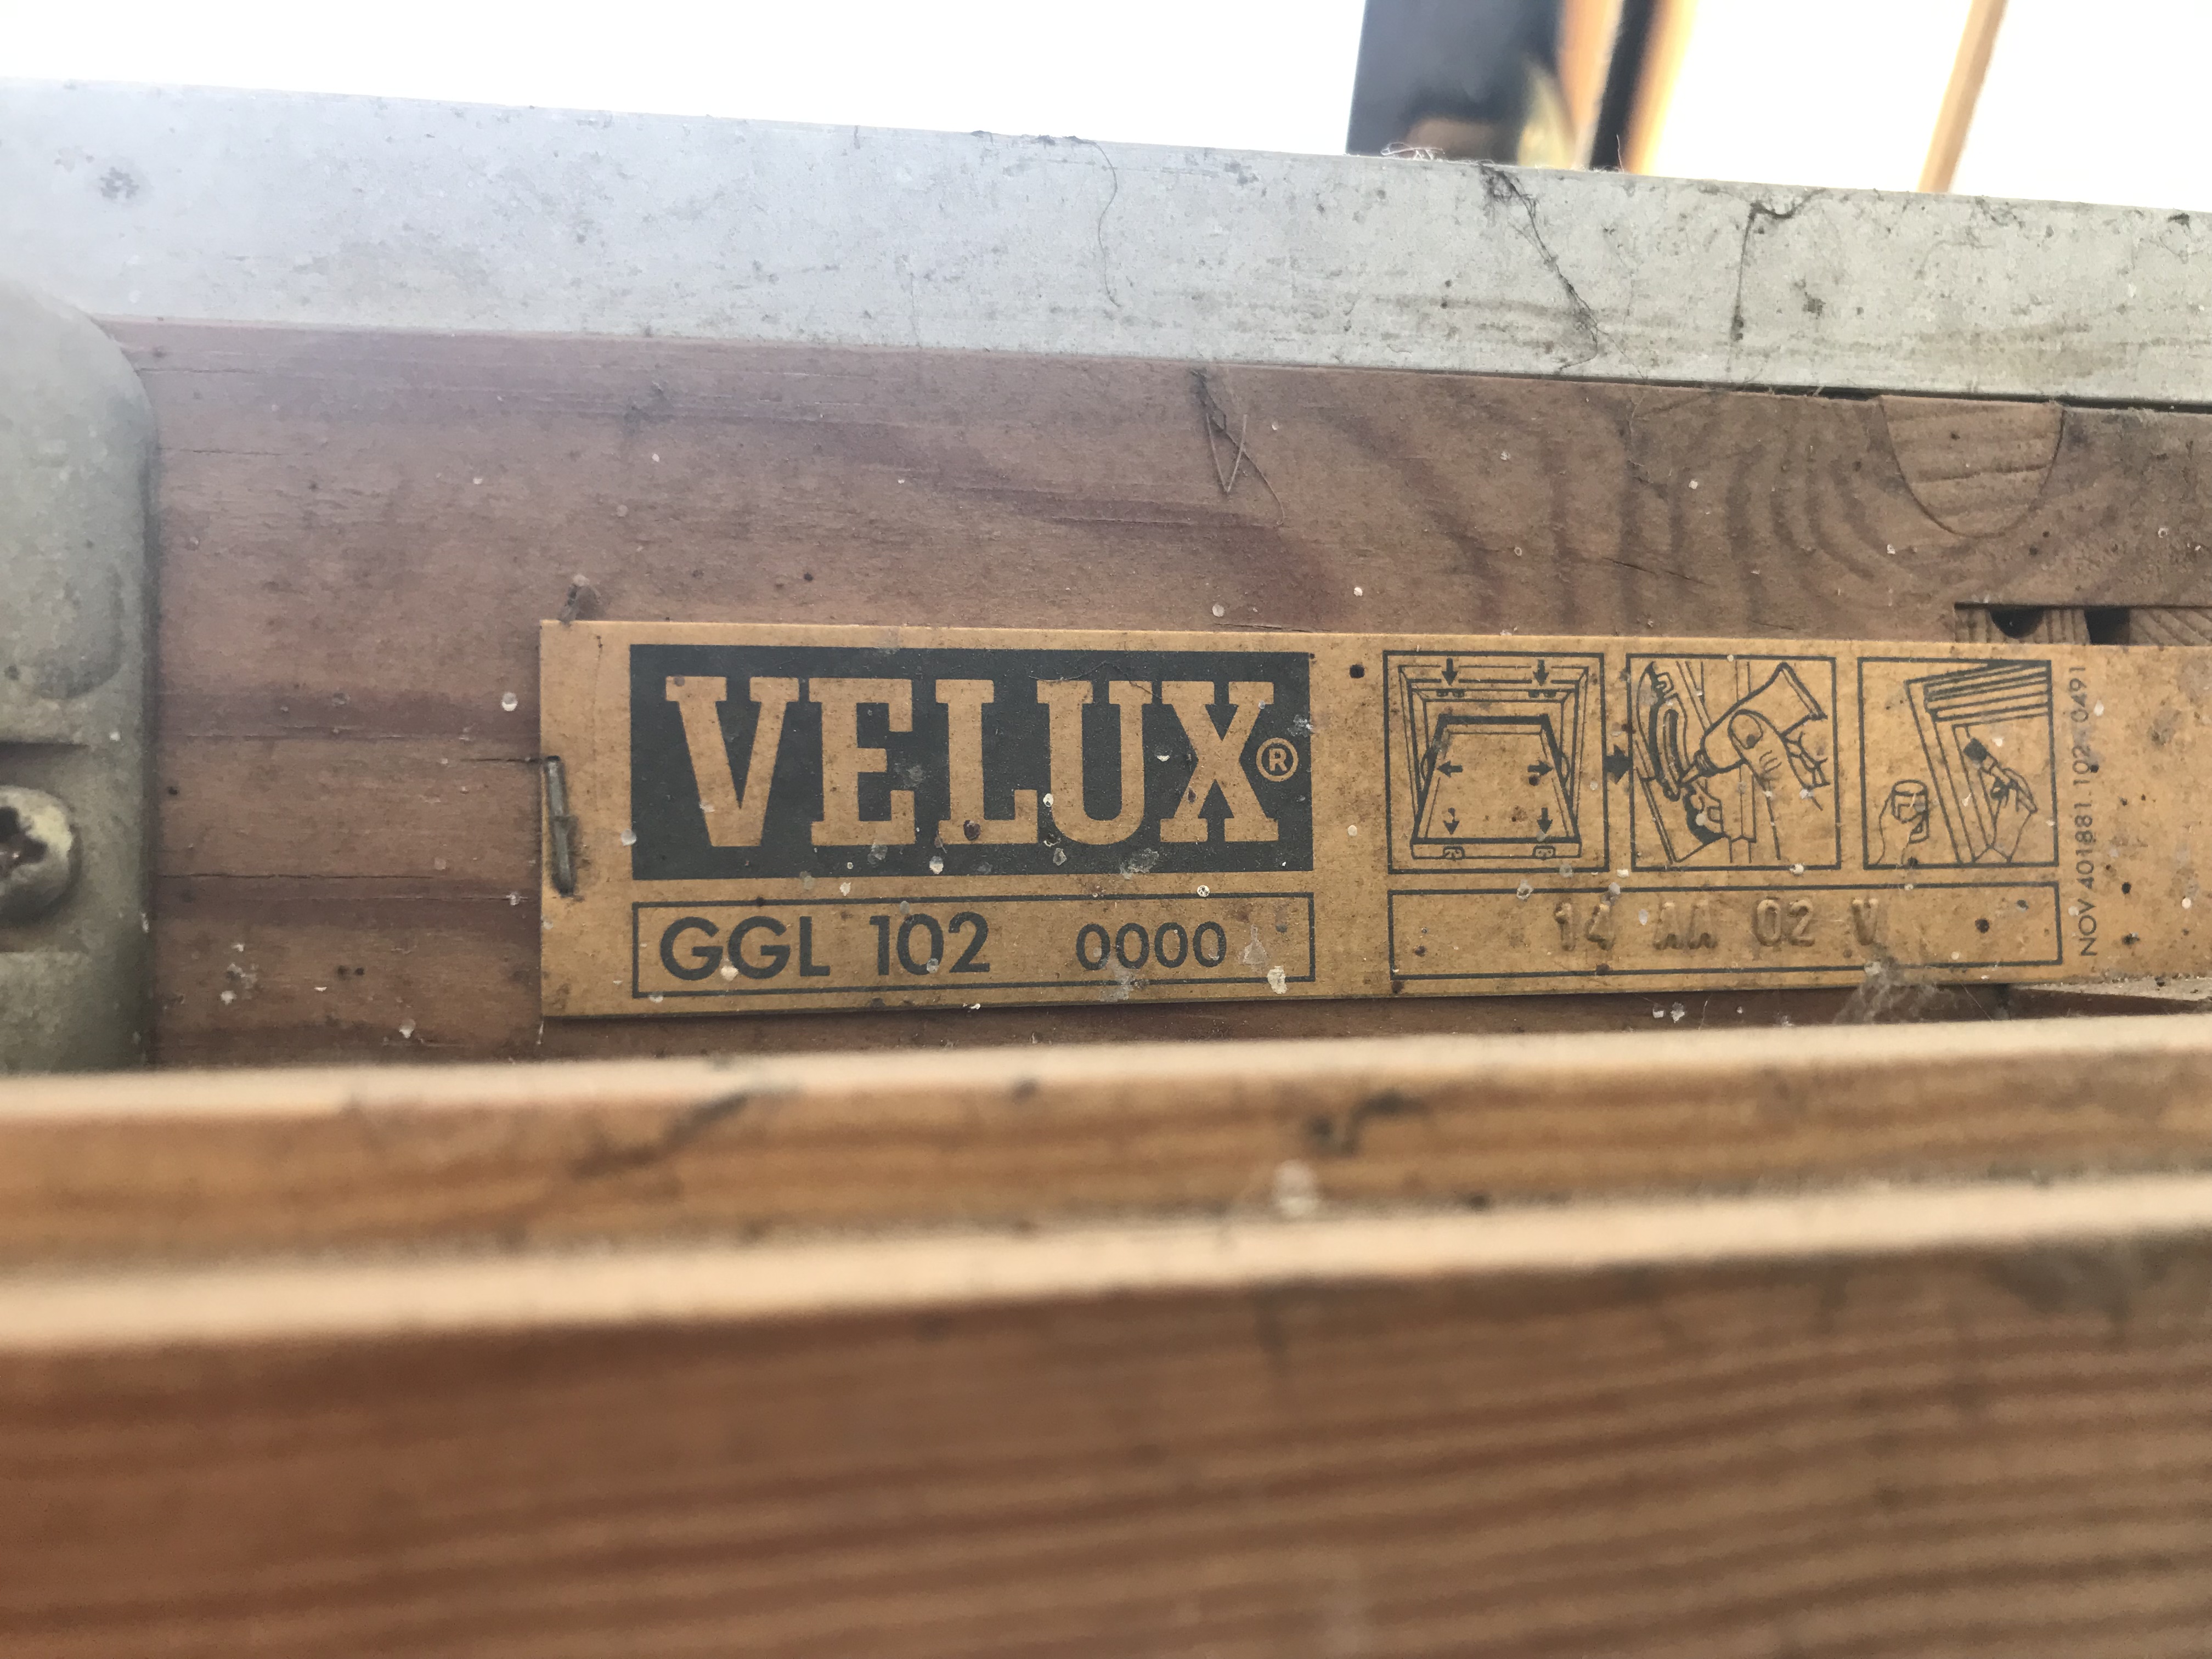 VELUX®
GGL 102 0000
14 AA 02 V
NOV 401881.102-0491